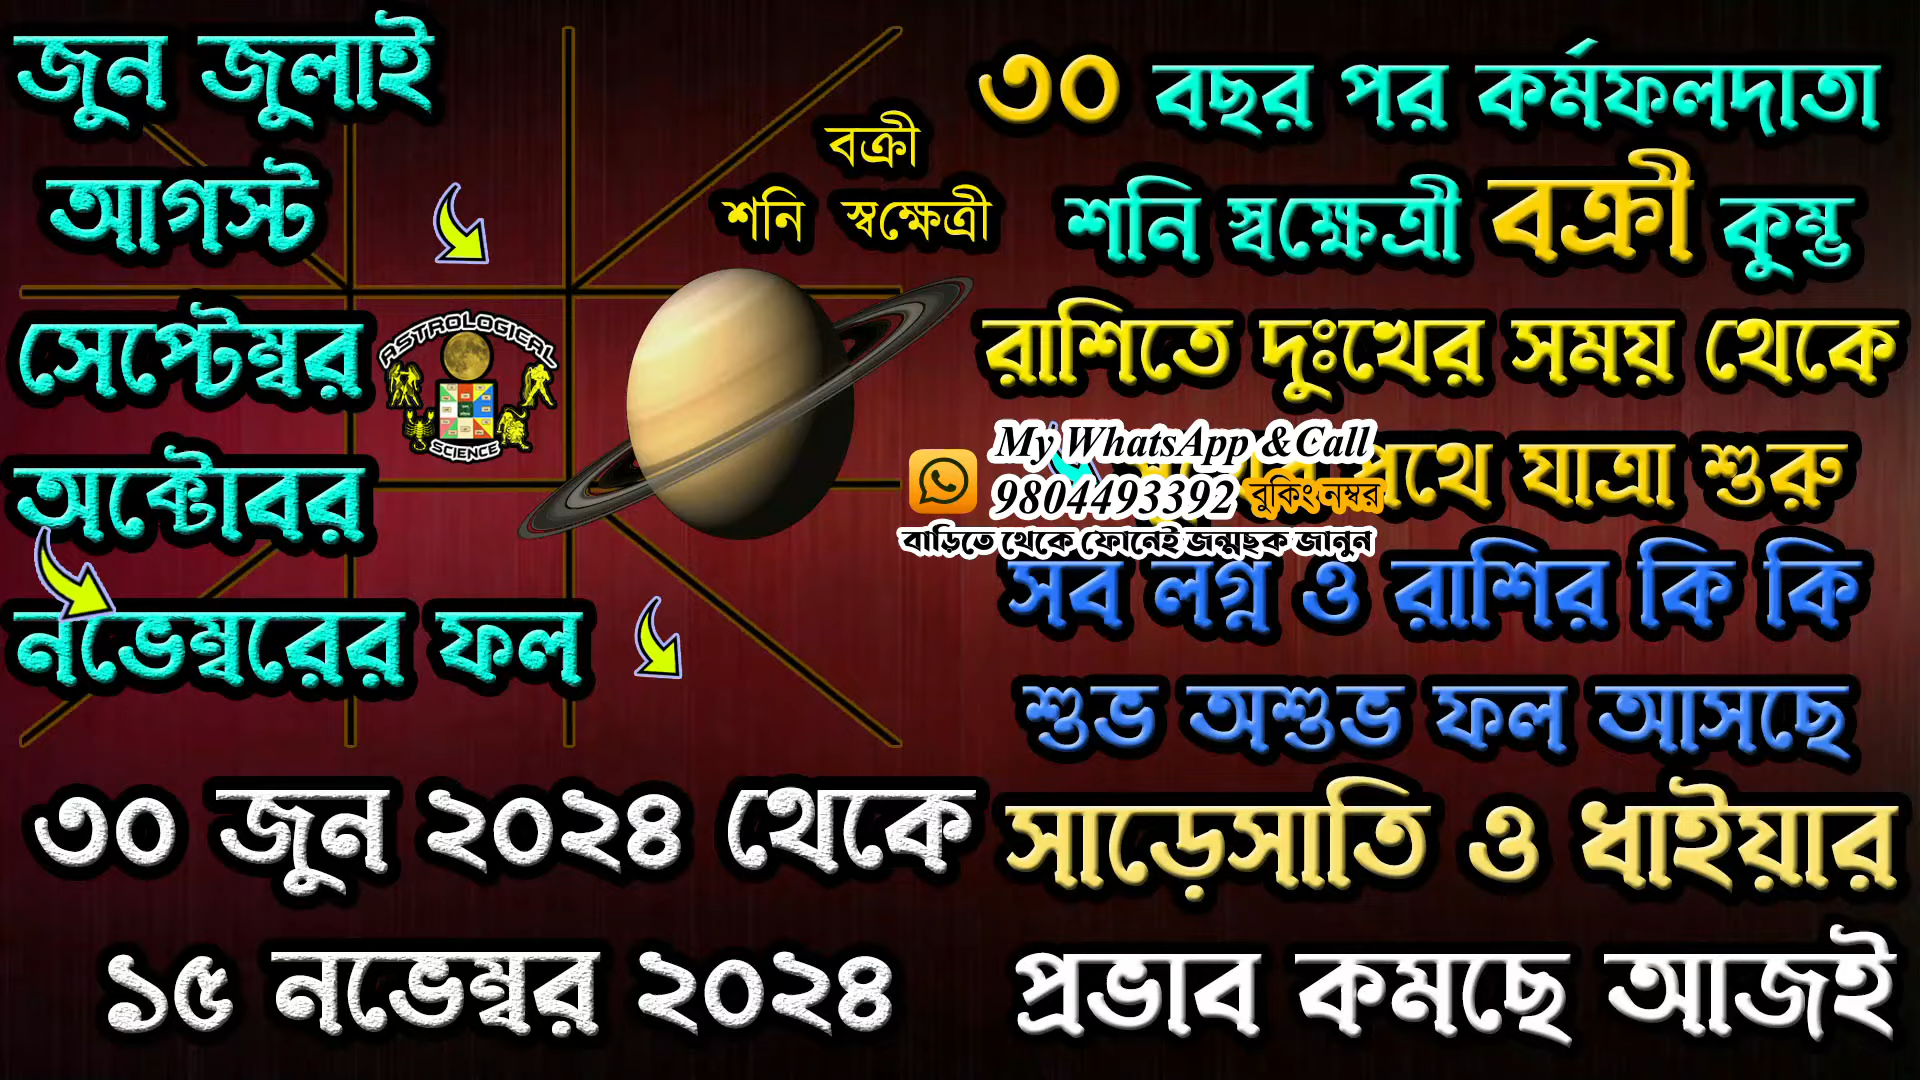 জুন জুলাই
আগস্ট
সেপ্টেম্বর
অক্টোবর
নভেম্বরের ফল
বক্রী
শনি স্বক্ষেত্রী
ASTROLOGICAL
SCIENCE
৩০ বছর পর কর্মফলদাতা
শনি স্বক্ষেত্রী বক্রী কুম্ভ
রাশিতে দুঃখের সময় থেকে
পথে যাত্রা শুরু
My WhatsApp & Call
9804493392 বুকিং নম্বর
বাড়িতে থেকে ফোনেই জন্মছক জানুন
সব লগ্ন ও রাশির কি কি
শুভ অশুভ ফল আসছে
সাড়েসাতি ও ধাইয়ার
প্রভাব কমছে আজই
৩০ জুন ২০২৪ থেকে
১৫ নভেম্বর ২০২৪